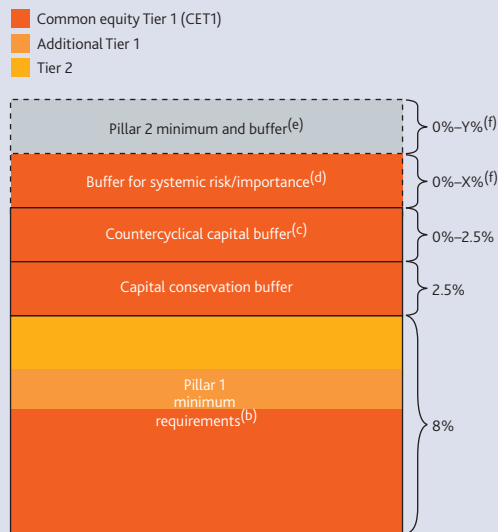 Common equity Tier 1 (CET1)
Additional Tier 1
Tier 2
Pillar 2 minimum and buffer(e)
0%–Y%(f)
Buffer for systemic risk/importance(d)
0%–X%(f)
Countercyclical capital buffer(c)
0%–2.5%
Capital conservation buffer
2.5%
Pillar 1
minimum
requirements(b)
8%